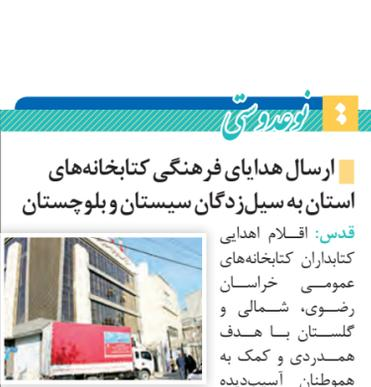 نوعدوستی
ارسال هدایای فرهنگی کتابخانه‌های
استان به سیل‌زدگان سیستان و بلوچستان
قدس: اقلام اهدایی
کتابداران کتابخانه‌های
عمومی خراسان
رضوی، شمالی و
گلستان با هدف
همدردی و کمک به
هموطنان آسیب‌دیده